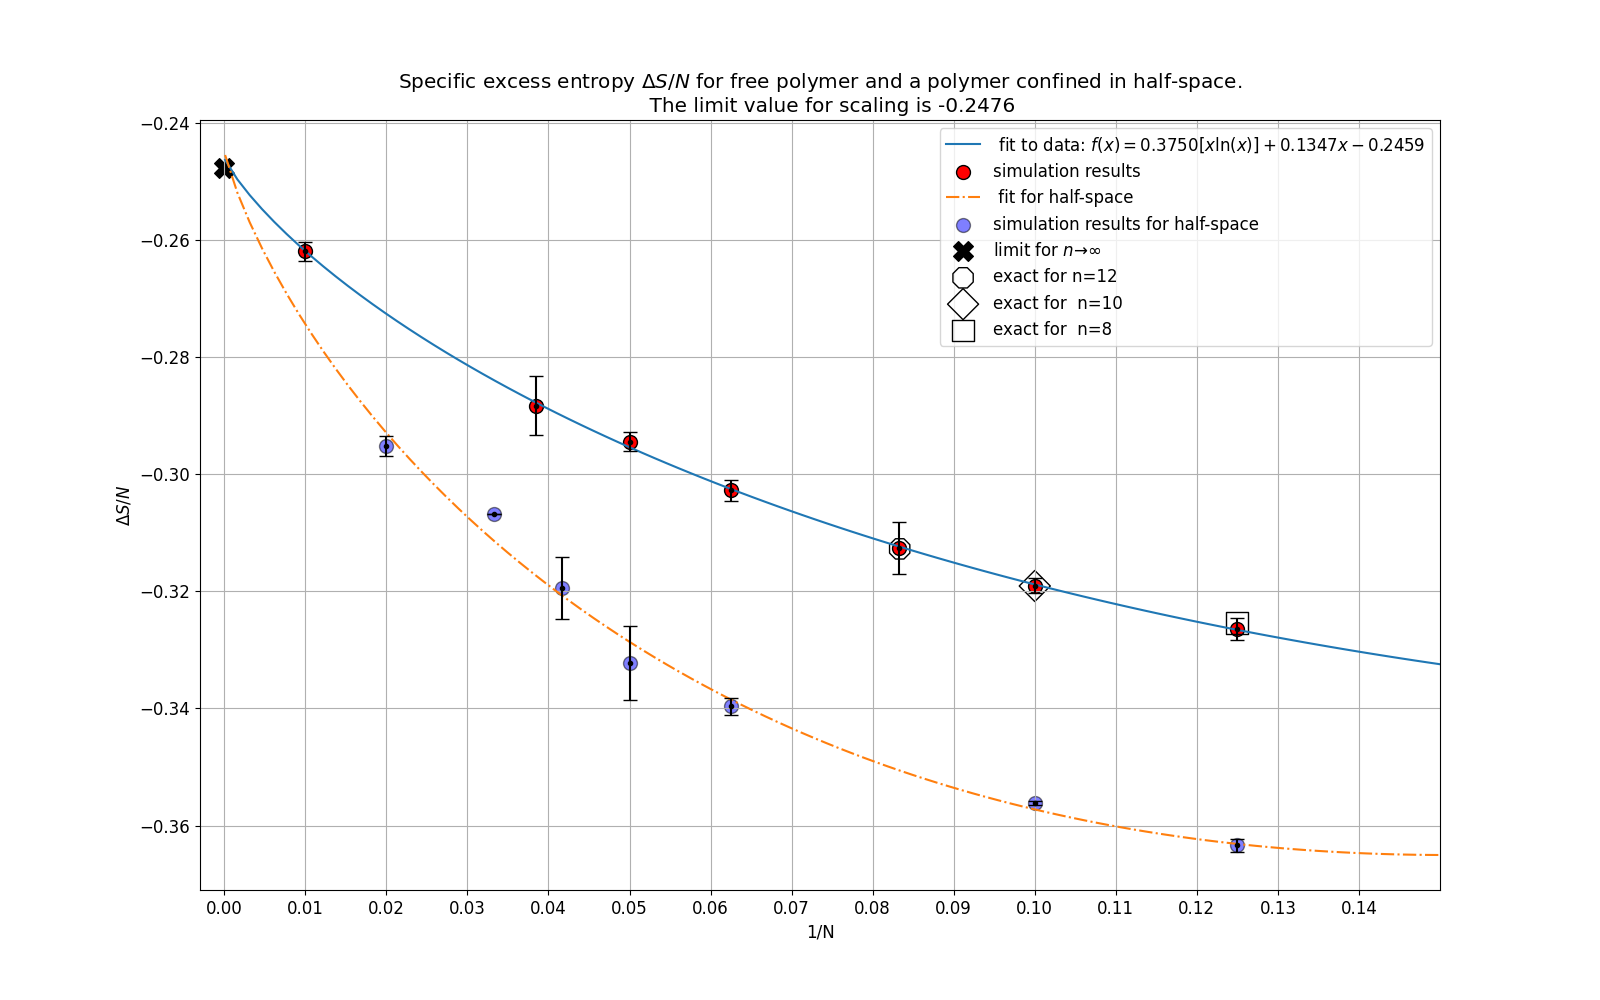 Specific excess entropy ΔS/N for free polymer and a polymer confined in half-space.
The limit value for scaling is -0.2476
fit to data: f(x) = 0.3750[xln(x)] + 0.1347x − 0.2459
simulation results
fit for half-space
simulation results for half-space
limit for n→∞
exact for n=12
exact for  n=10
exact for  n=8
ΔS/N
−0.24
−0.26
−0.28
−0.30
−0.32
−0.34
−0.36
0.00 0.01 0.02 0.03 0.04 0.05 0.06 0.07 0.08 0.09 0.10 0.11 0.12 0.13 0.14
1/N